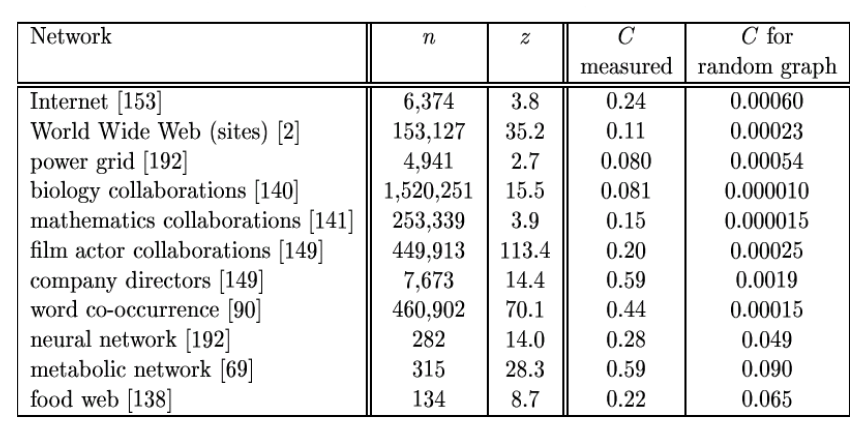 Network n z C C for
measured random graph
Internet [153] 6,374 3.8 0.24 0.00060
World Wide Web (sites) [2] 153,127 35.2 0.11 0.00023
power grid [192] 4,941 2.7 0.080 0.00054
biology collaborations [140] 1,520,251 15.5 0.081 0.000010
mathematics collaborations [141] 253,339 3.9 0.15 0.000015
film actor collaborations [149] 449,913 113.4 0.20 0.00025
company directors [149] 7,673 14.4 0.59 0.0019
word co-occurrence [90] 460,902 70.1 0.44 0.00015
neural network [192] 282 14.0 0.28 0.049
metabolic network [69] 315 28.3 0.59 0.090
food web [138] 134 8.7 0.22 0.065